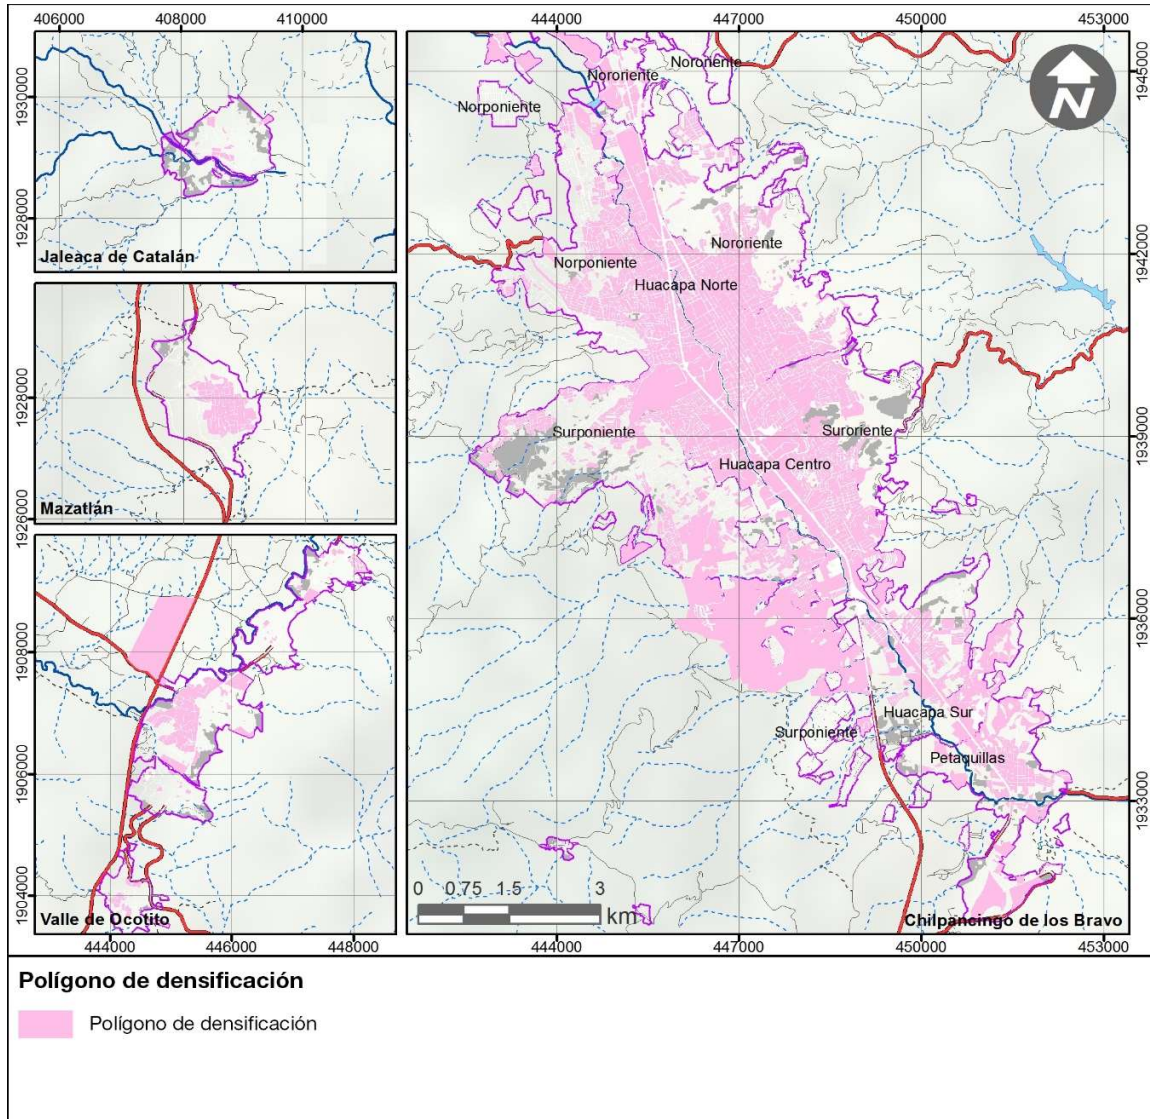 406000 408000 410000
444000 447000 450000 453000
1930000
1928000
Jaleaca de Catalán
1928000
1926000
Mazatlán
1908000
1906000
1904000
Valle de Ocotito
444000 446000 448000
N
Nororiente
Nororiente
Norponiente
Nororiente
Norponiente
Huacapa Norte
Surponiente
Suroriente
Huacapa Centro
Huacapa Sur
Surponiente
Petaquillas
0 0.75 1.5 3
km
Chilpancingo de los Bravo
1945000
1942000
1939000
1936000
1933000
444000 447000 450000 453000
Polígono de densificación
Polígono de densificación